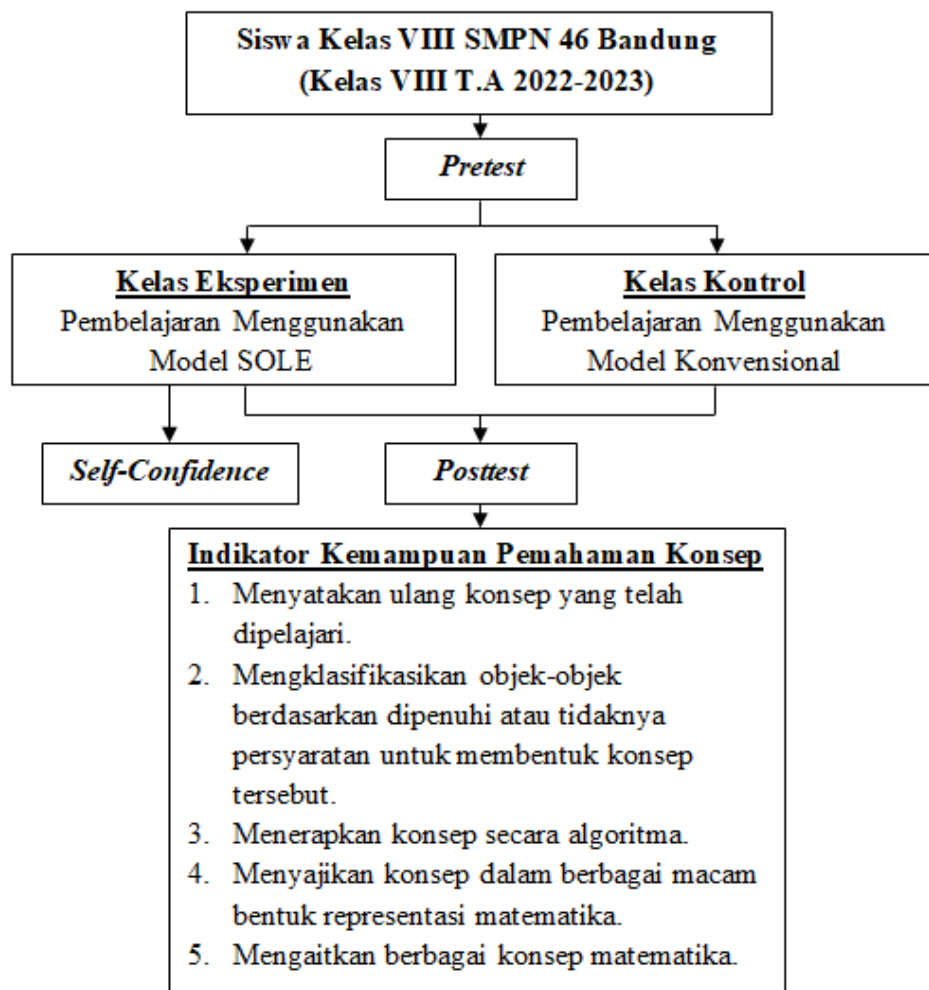 Siswa Kelas VIII SMPN 46 Bandung
(Kelas VIII T.A 2022-2023)
Pretest
Kelas Eksperimen
Pembelajaran Menggunakan
Model SOLE
Kelas Kontrol
Pembelajaran Menggunakan
Model Konvensional
Self-Confidence
Posttest
Indikator Kemampuan Pemahaman Konsep
1. Menyatakan ulang konsep yang telah
dipelajari.
2. Mengklasifikasikan objek-objek
berdasarkan dipenuhi atau tidaknya
persyaratan untuk membentuk konsep
tersebut.
3. Menerapkan konsep secara algoritma.
4. Menyajikan konsep dalam berbagai macam
bentuk representasi matematika.
5. Mengaitkan berbagai konsep matematika.